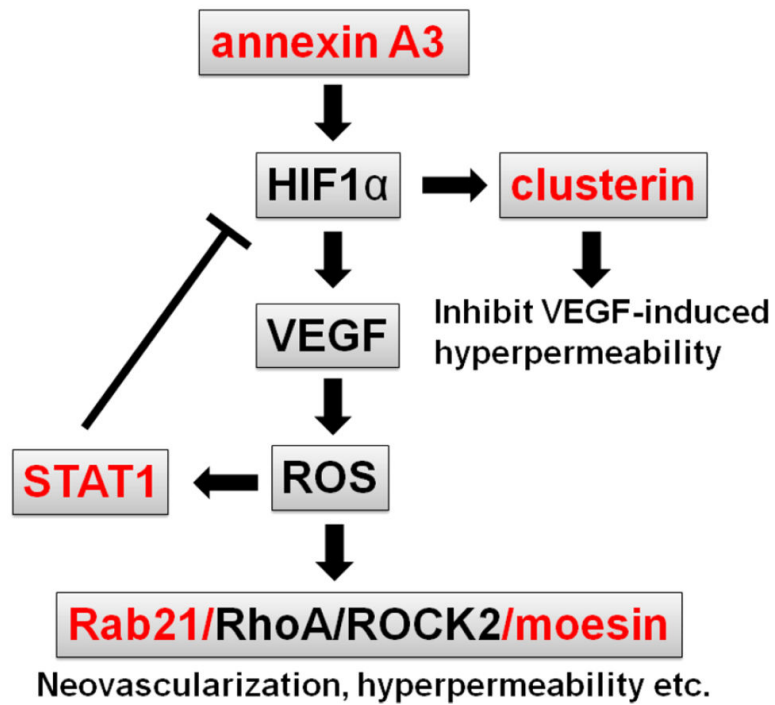 annexin A3
HIF1α
clusterin
VEGF
Inhibit VEGF-induced
hyperpermeability
STAT1
ROS
Rab21/RhoA/ROCK2/moesin
Neovascularization, hyperpermeability etc.